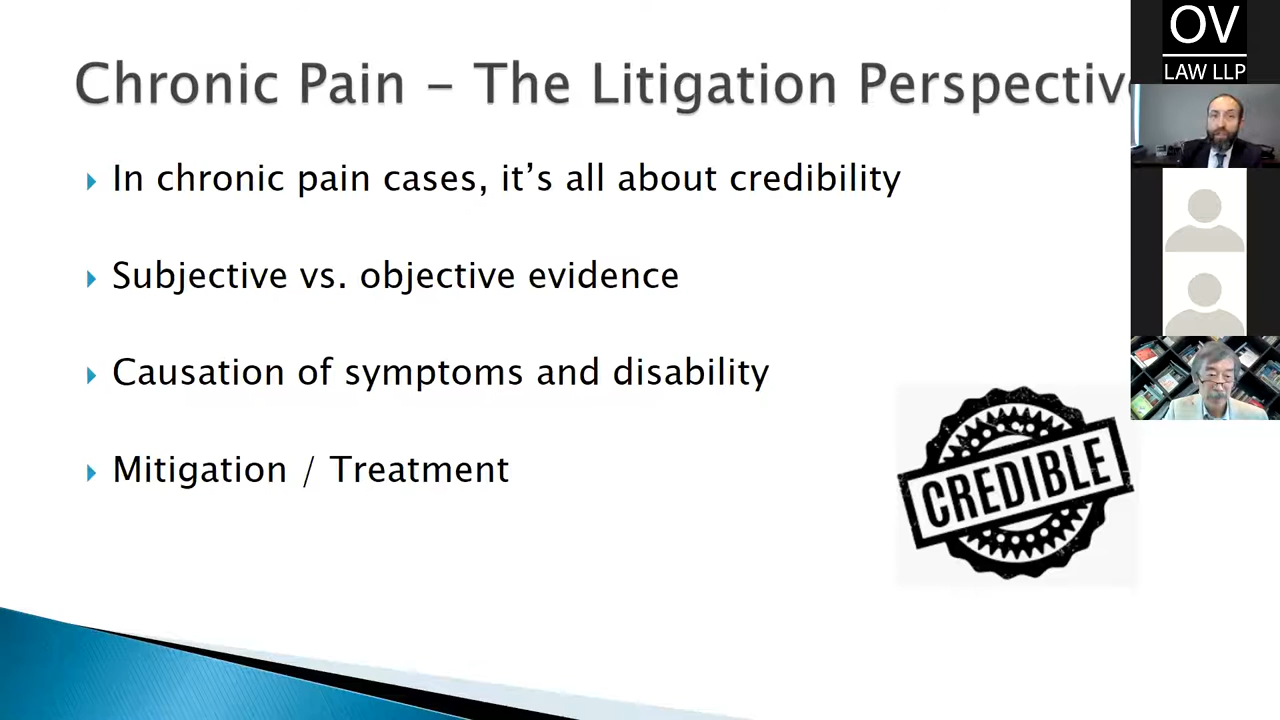 Chronic Pain – The Litigation Perspectiv
In chronic pain cases, it's all about credibility
Subjective vs. objective evidence
Causation of symptoms and disability
Mitigation / Treatment
CREDIBLE
OV
LAW LLP